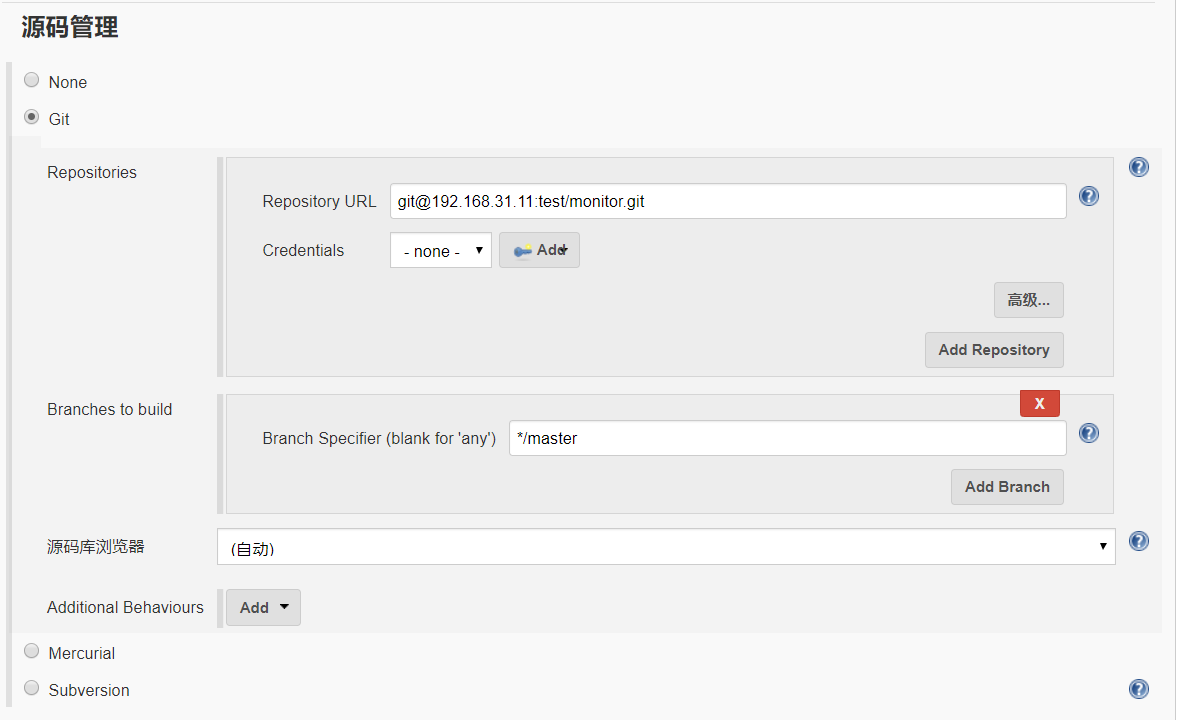 源码管理
None
Git
Repositories
Repository URL git@192.168.31.11:test/monitor.git
Credentials - none - Add
高级...
Add Repository
Branches to build
X
Branch Specifier (blank for 'any') */master
Add Branch
源码库浏览器 (自动)
Additional Behaviours Add
Mercurial
Subversion